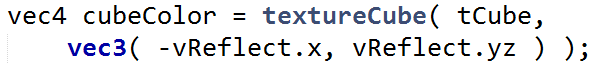 vec4 cubeColor = textureCube( tCube,
vec3( -vReflect.x, vReflect.yz ) );